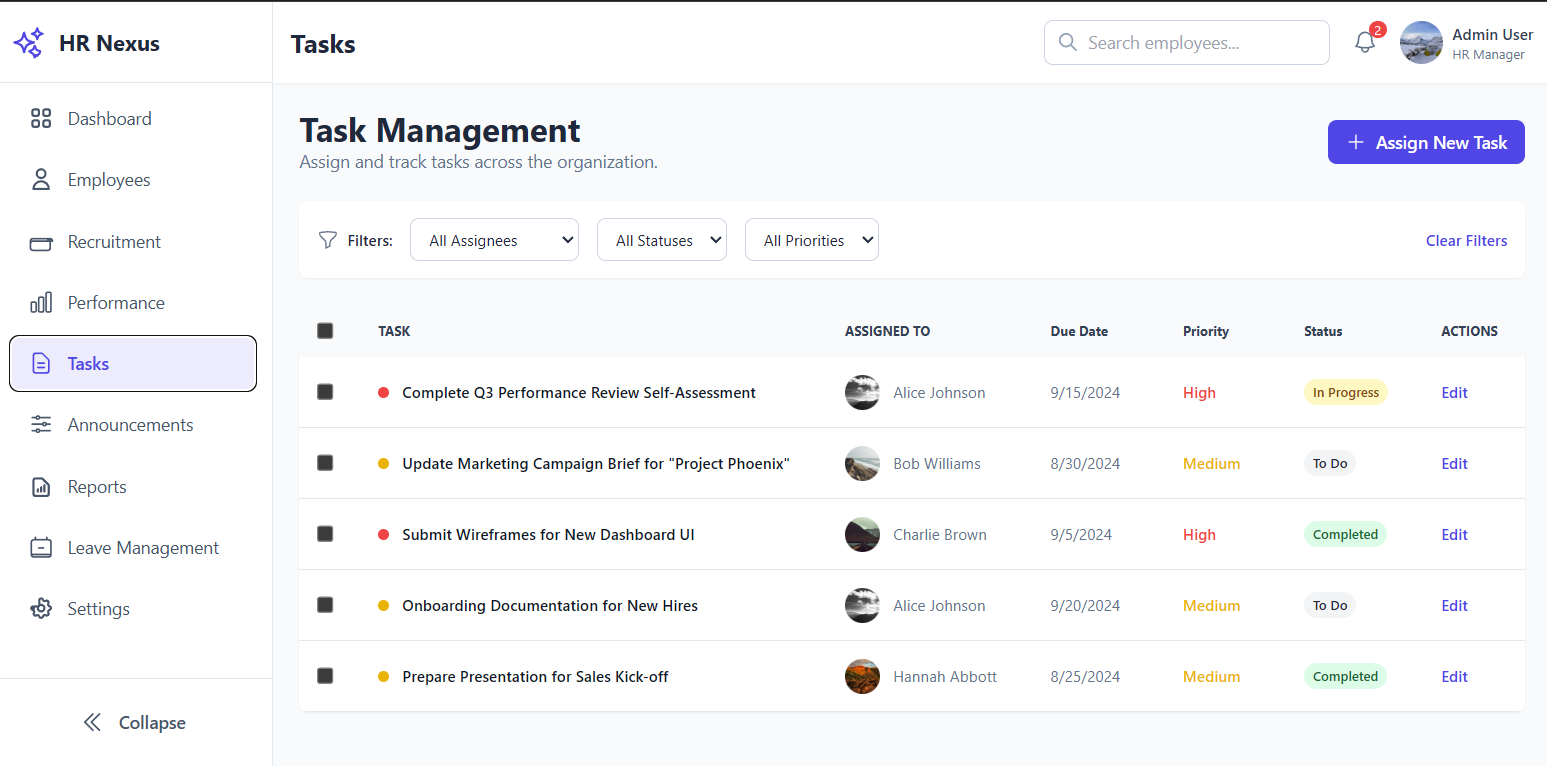 HR Nexus
Tasks
Search employees...
2
Admin User
HR Manager
Dashboard
Employees
Recruitment
Performance
Tasks
Announcements
Reports
Leave Management
Settings
Collapse
Task Management
Assign and track tasks across the organization.
Assign New Task
Filters: All Assignees All Statuses All Priorities Clear Filters
TASK ASSIGNED TO Due Date Priority Status ACTIONS
Complete Q3 Performance Review Self-Assessment Alice Johnson 9/15/2024 High In Progress Edit
Update Marketing Campaign Brief for "Project Phoenix" Bob Williams 8/30/2024 Medium To Do Edit
Submit Wireframes for New Dashboard UI Charlie Brown 9/5/2024 High Completed Edit
Onboarding Documentation for New Hires Alice Johnson 9/20/2024 Medium To Do Edit
Prepare Presentation for Sales Kick-off Hannah Abbott 8/25/2024 Medium Completed Edit